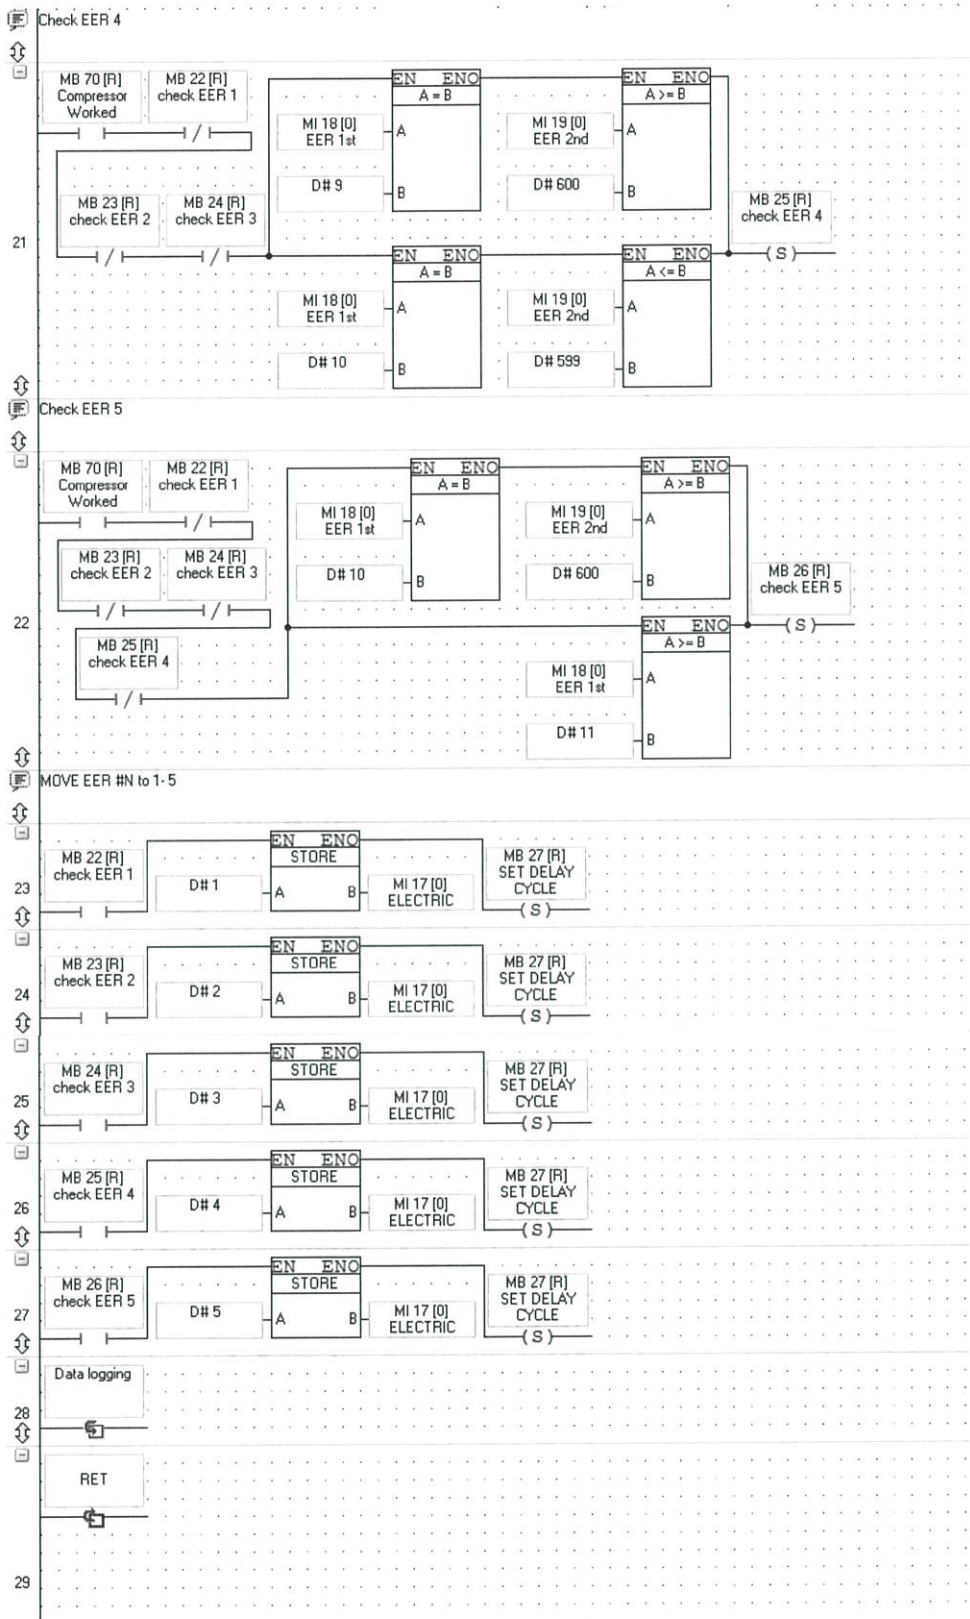 Check EER 4
MB 70 [R]
Compressor
Worked
MB 22 [R]
check EER 1
EN ENO
A = B
EN ENO
A >= B
MI 18 [0]
EER 1st
A
MI 19 [0]
EER 2nd
A
D# 9
B
D# 600
B
MB 23 [R]
check EER 2
MB 24 [R]
check EER 3
MB 25 [R]
check EER 4
21
( S )
EN ENO
A = B
EN ENO
A <= B
MI 18 [0]
EER 1st
A
MI 19 [0]
EER 2nd
A
D# 10
B
D# 599
B
Check EER 5
MB 70 [R]
Compressor
Worked
MB 22 [R]
check EER 1
EN ENO
A = B
EN ENO
A >= B
MI 18 [0]
EER 1st
A
MI 19 [0]
EER 2nd
A
MB 23 [R]
check EER 2
MB 24 [R]
check EER 3
D# 10
B
D# 600
B
MB 26 [R]
check EER 5
22
( S )
MB 25 [R]
check EER 4
EN ENO
A >= B
MI 18 [0]
EER 1st
A
D# 11
B
MOVE EER #N to 1- 5
23
MB 22 [R]
check EER 1
EN ENO
STORE
D# 1
A B
MI 17 [0]
ELECTRIC
MB 27 [R]
SET DELAY
CYCLE
( S )
24
MB 23 [R]
check EER 2
EN ENO
STORE
D# 2
A B
MI 17 [0]
ELECTRIC
MB 27 [R]
SET DELAY
CYCLE
( S )
25
MB 24 [R]
check EER 3
EN ENO
STORE
D# 3
A B
MI 17 [0]
ELECTRIC
MB 27 [R]
SET DELAY
CYCLE
( S )
26
MB 25 [R]
check EER 4
EN ENO
STORE
D# 4
A B
MI 17 [0]
ELECTRIC
MB 27 [R]
SET DELAY
CYCLE
( S )
27
MB 26 [R]
check EER 5
EN ENO
STORE
D# 5
A B
MI 17 [0]
ELECTRIC
MB 27 [R]
SET DELAY
CYCLE
( S )
Data logging
28
RET
29